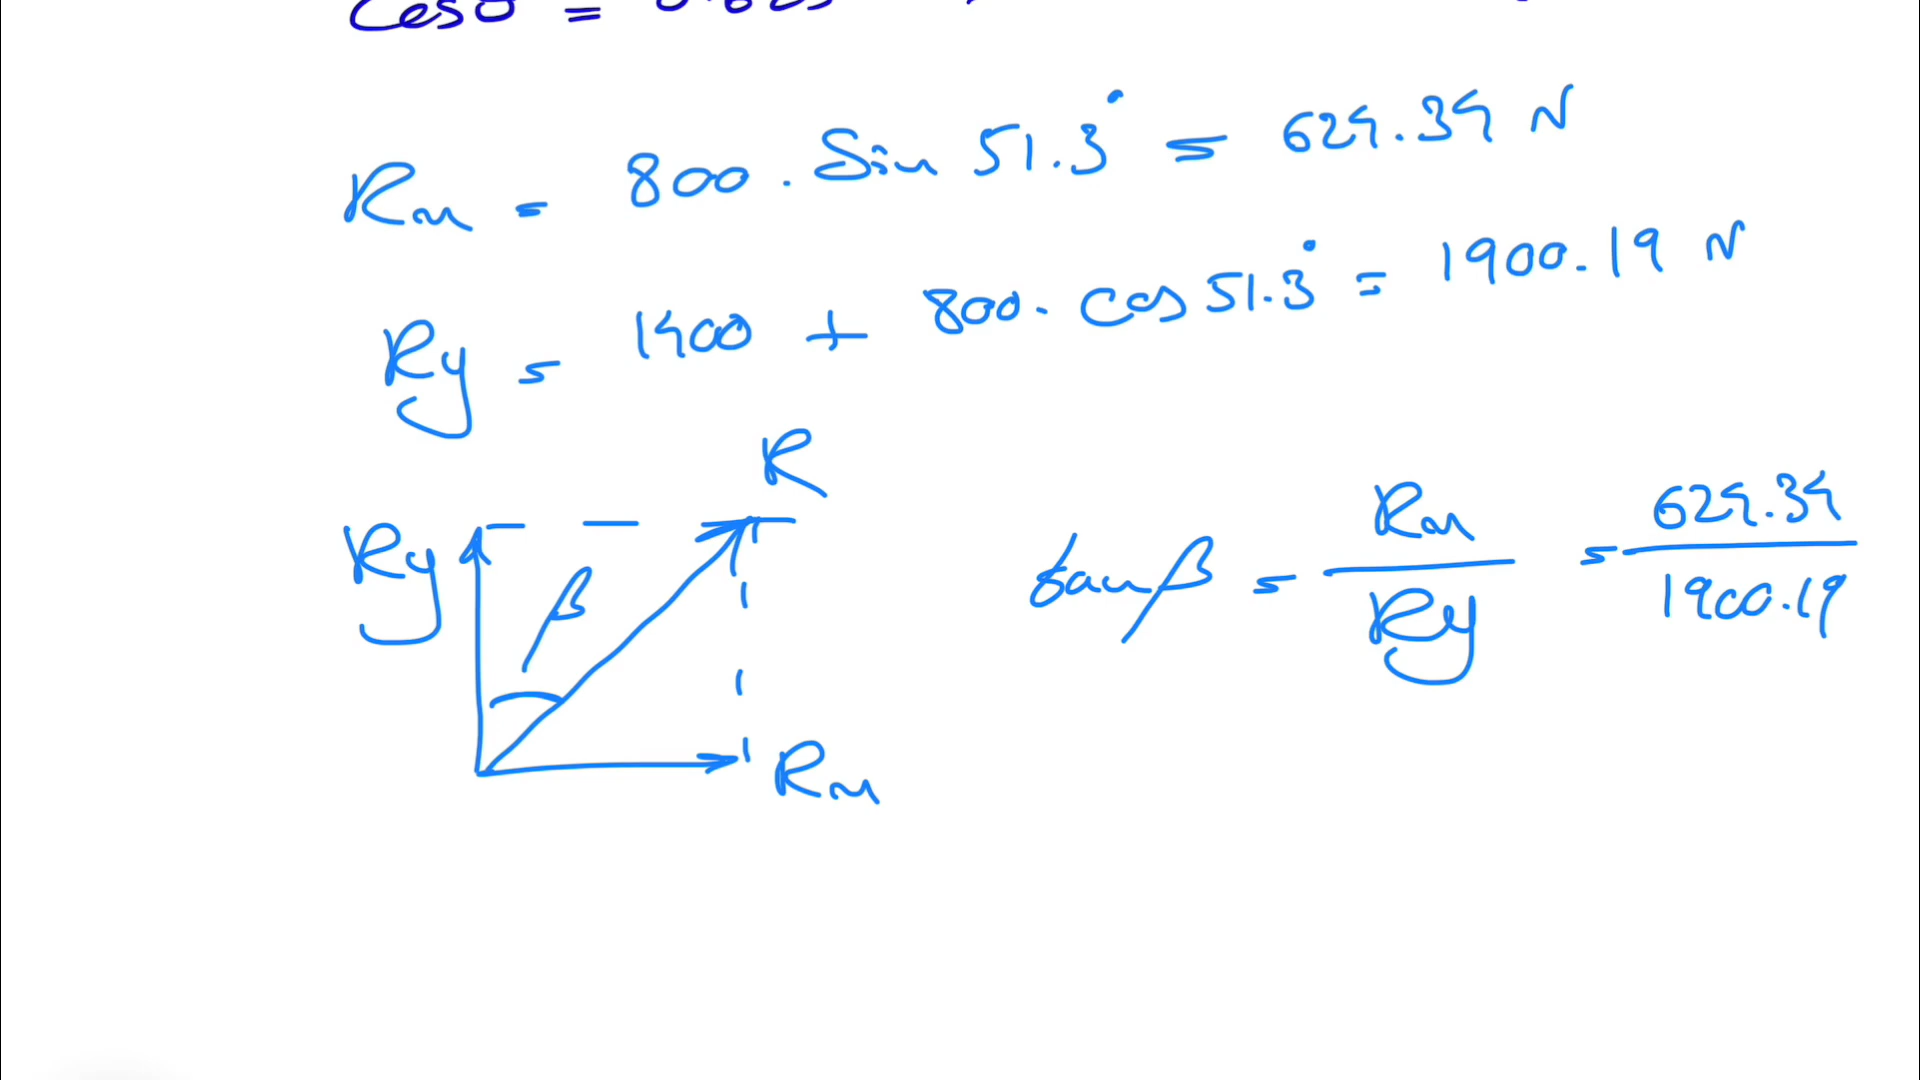 Rx = 800 . Sin 51.3° = 624.34 N
Ry = 1400 + 800. cos 51.3° = 1900.19 N
R
Ry
β
Rx
tan β = Rx / Ry = 624.34 / 1900.19